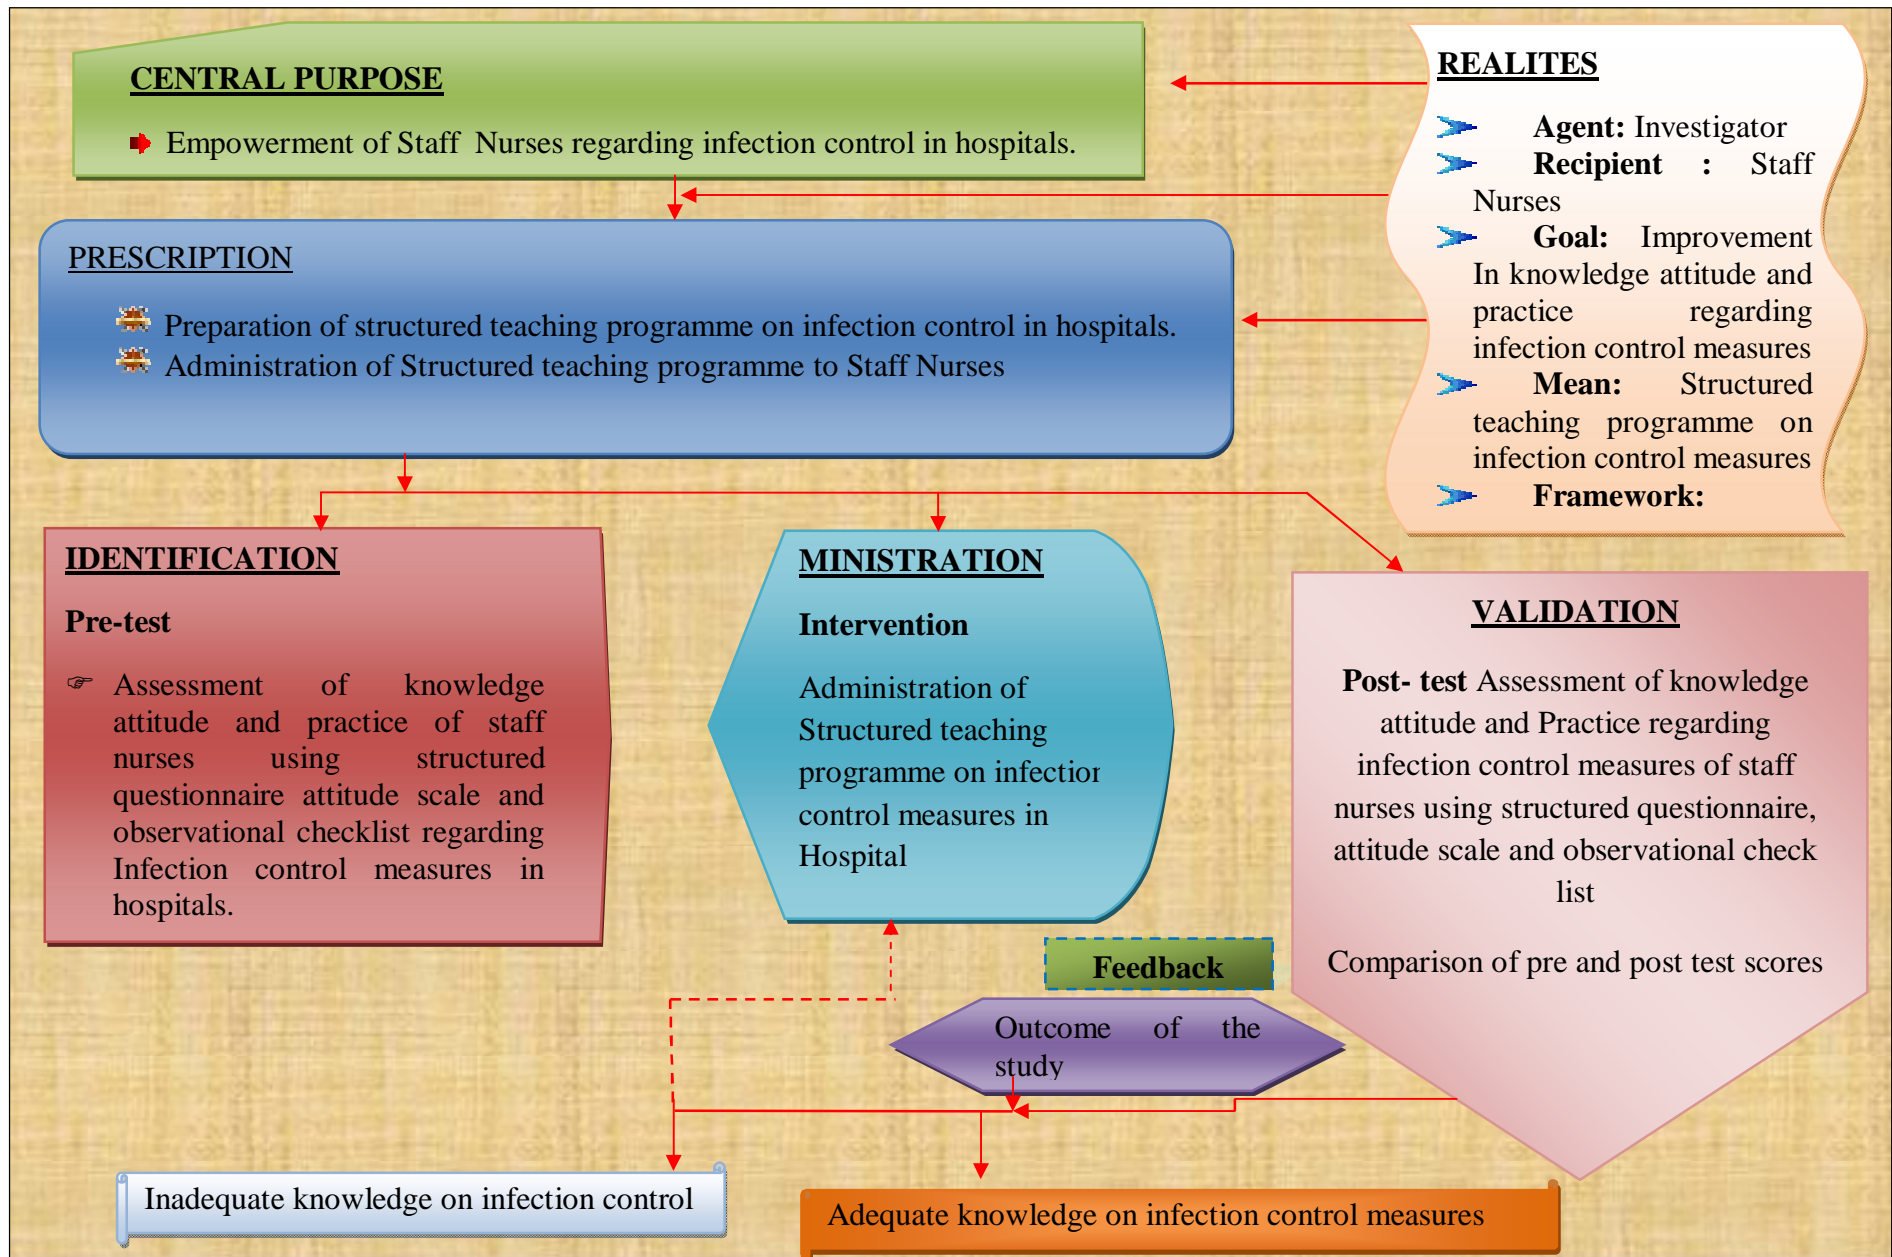 CENTRAL PURPOSE
Empowerment of Staff Nurses regarding infection control in hospitals.
REALITES
Agent: Investigator
Recipient : Staff
Nurses
Goal: Improvement
In knowledge attitude and
practice regarding
infection control measures
Mean: Structured
teaching programme on
infection control measures
Framework:
PRESCRIPTION
Preparation of structured teaching programme on infection control in hospitals.
Administration of Structured teaching programme to Staff Nurses
IDENTIFICATION
Pre-test
Assessment of knowledge
attitude and practice of staff
nurses using structured
questionnaire attitude scale and
observational checklist regarding
Infection control measures in
hospitals.
MINISTRATION
Intervention
Administration of
Structured teaching
programme on infection
control measures in
Hospital
VALIDATION
Post- test Assessment of knowledge
attitude and Practice regarding
infection control measures of staff
nurses using structured questionnaire,
attitude scale and observational check
list
Comparison of pre and post test scores
Feedback
Outcome of the
study
Inadequate knowledge on infection control
Adequate knowledge on infection control measures